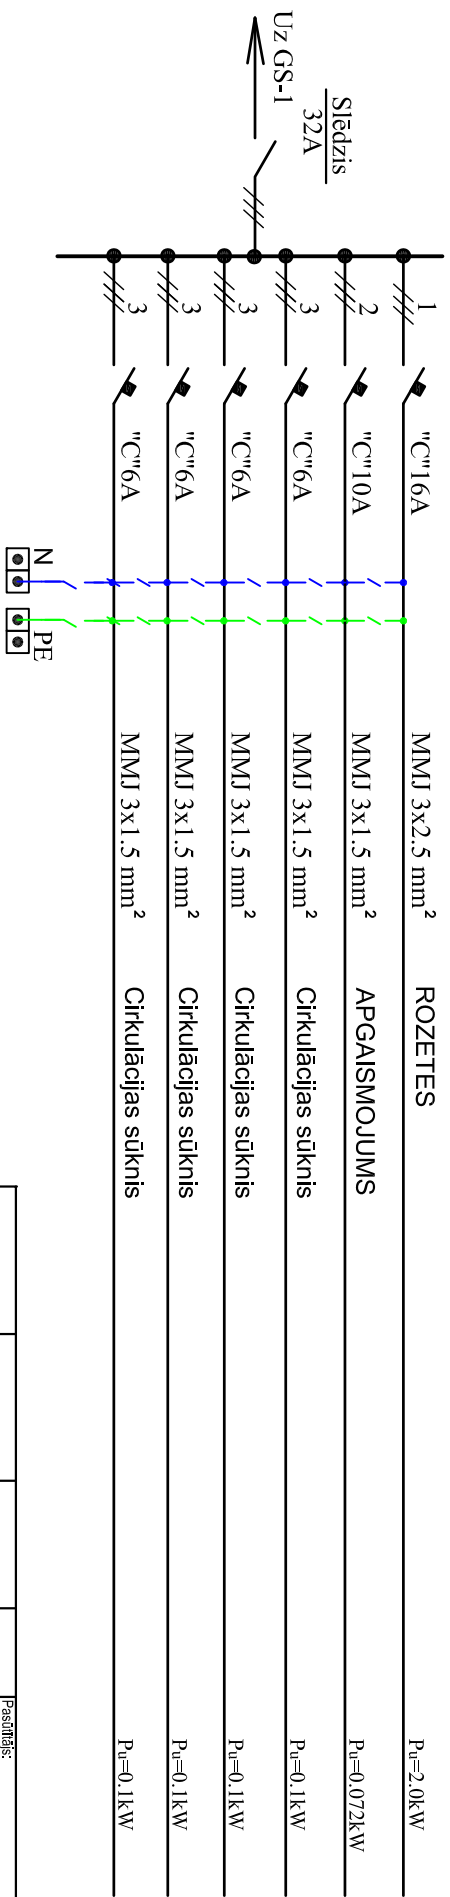 Uz GS-1
Slēdzis
32A
1 "C"16A MMJ 3x2.5 mm² ROZETES Pu=2.0kW
2 "C"10A MMJ 3x1.5 mm² APGAISMOJUMS Pu=0.072kW
3 "C"6A MMJ 3x1.5 mm² Cirkulācijas sūknis Pu=0.1kW
3 "C"6A MMJ 3x1.5 mm² Cirkulācijas sūknis Pu=0.1kW
3 "C"6A MMJ 3x1.5 mm² Cirkulācijas sūknis Pu=0.1kW
3 "C"6A MMJ 3x1.5 mm² Cirkulācijas sūknis Pu=0.1kW
N PE
Pasūtītājs: